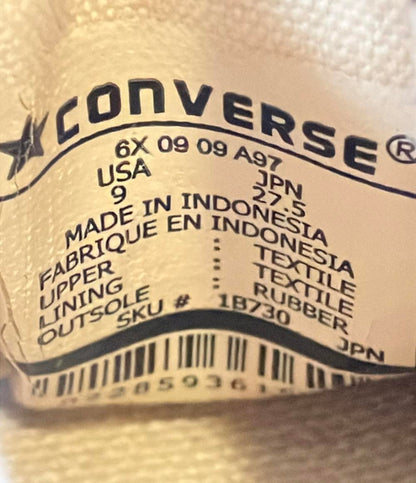 CONVERSE®
6X 09 09 A97
USA JPN
9 27.5
MADE IN INDONESIA
FABRIQUE EN INDONESIA
UPPER : TEXTILE
LINING : TEXTILE
OUTSOLE : RUBBER
SKU # 1B730
JPN